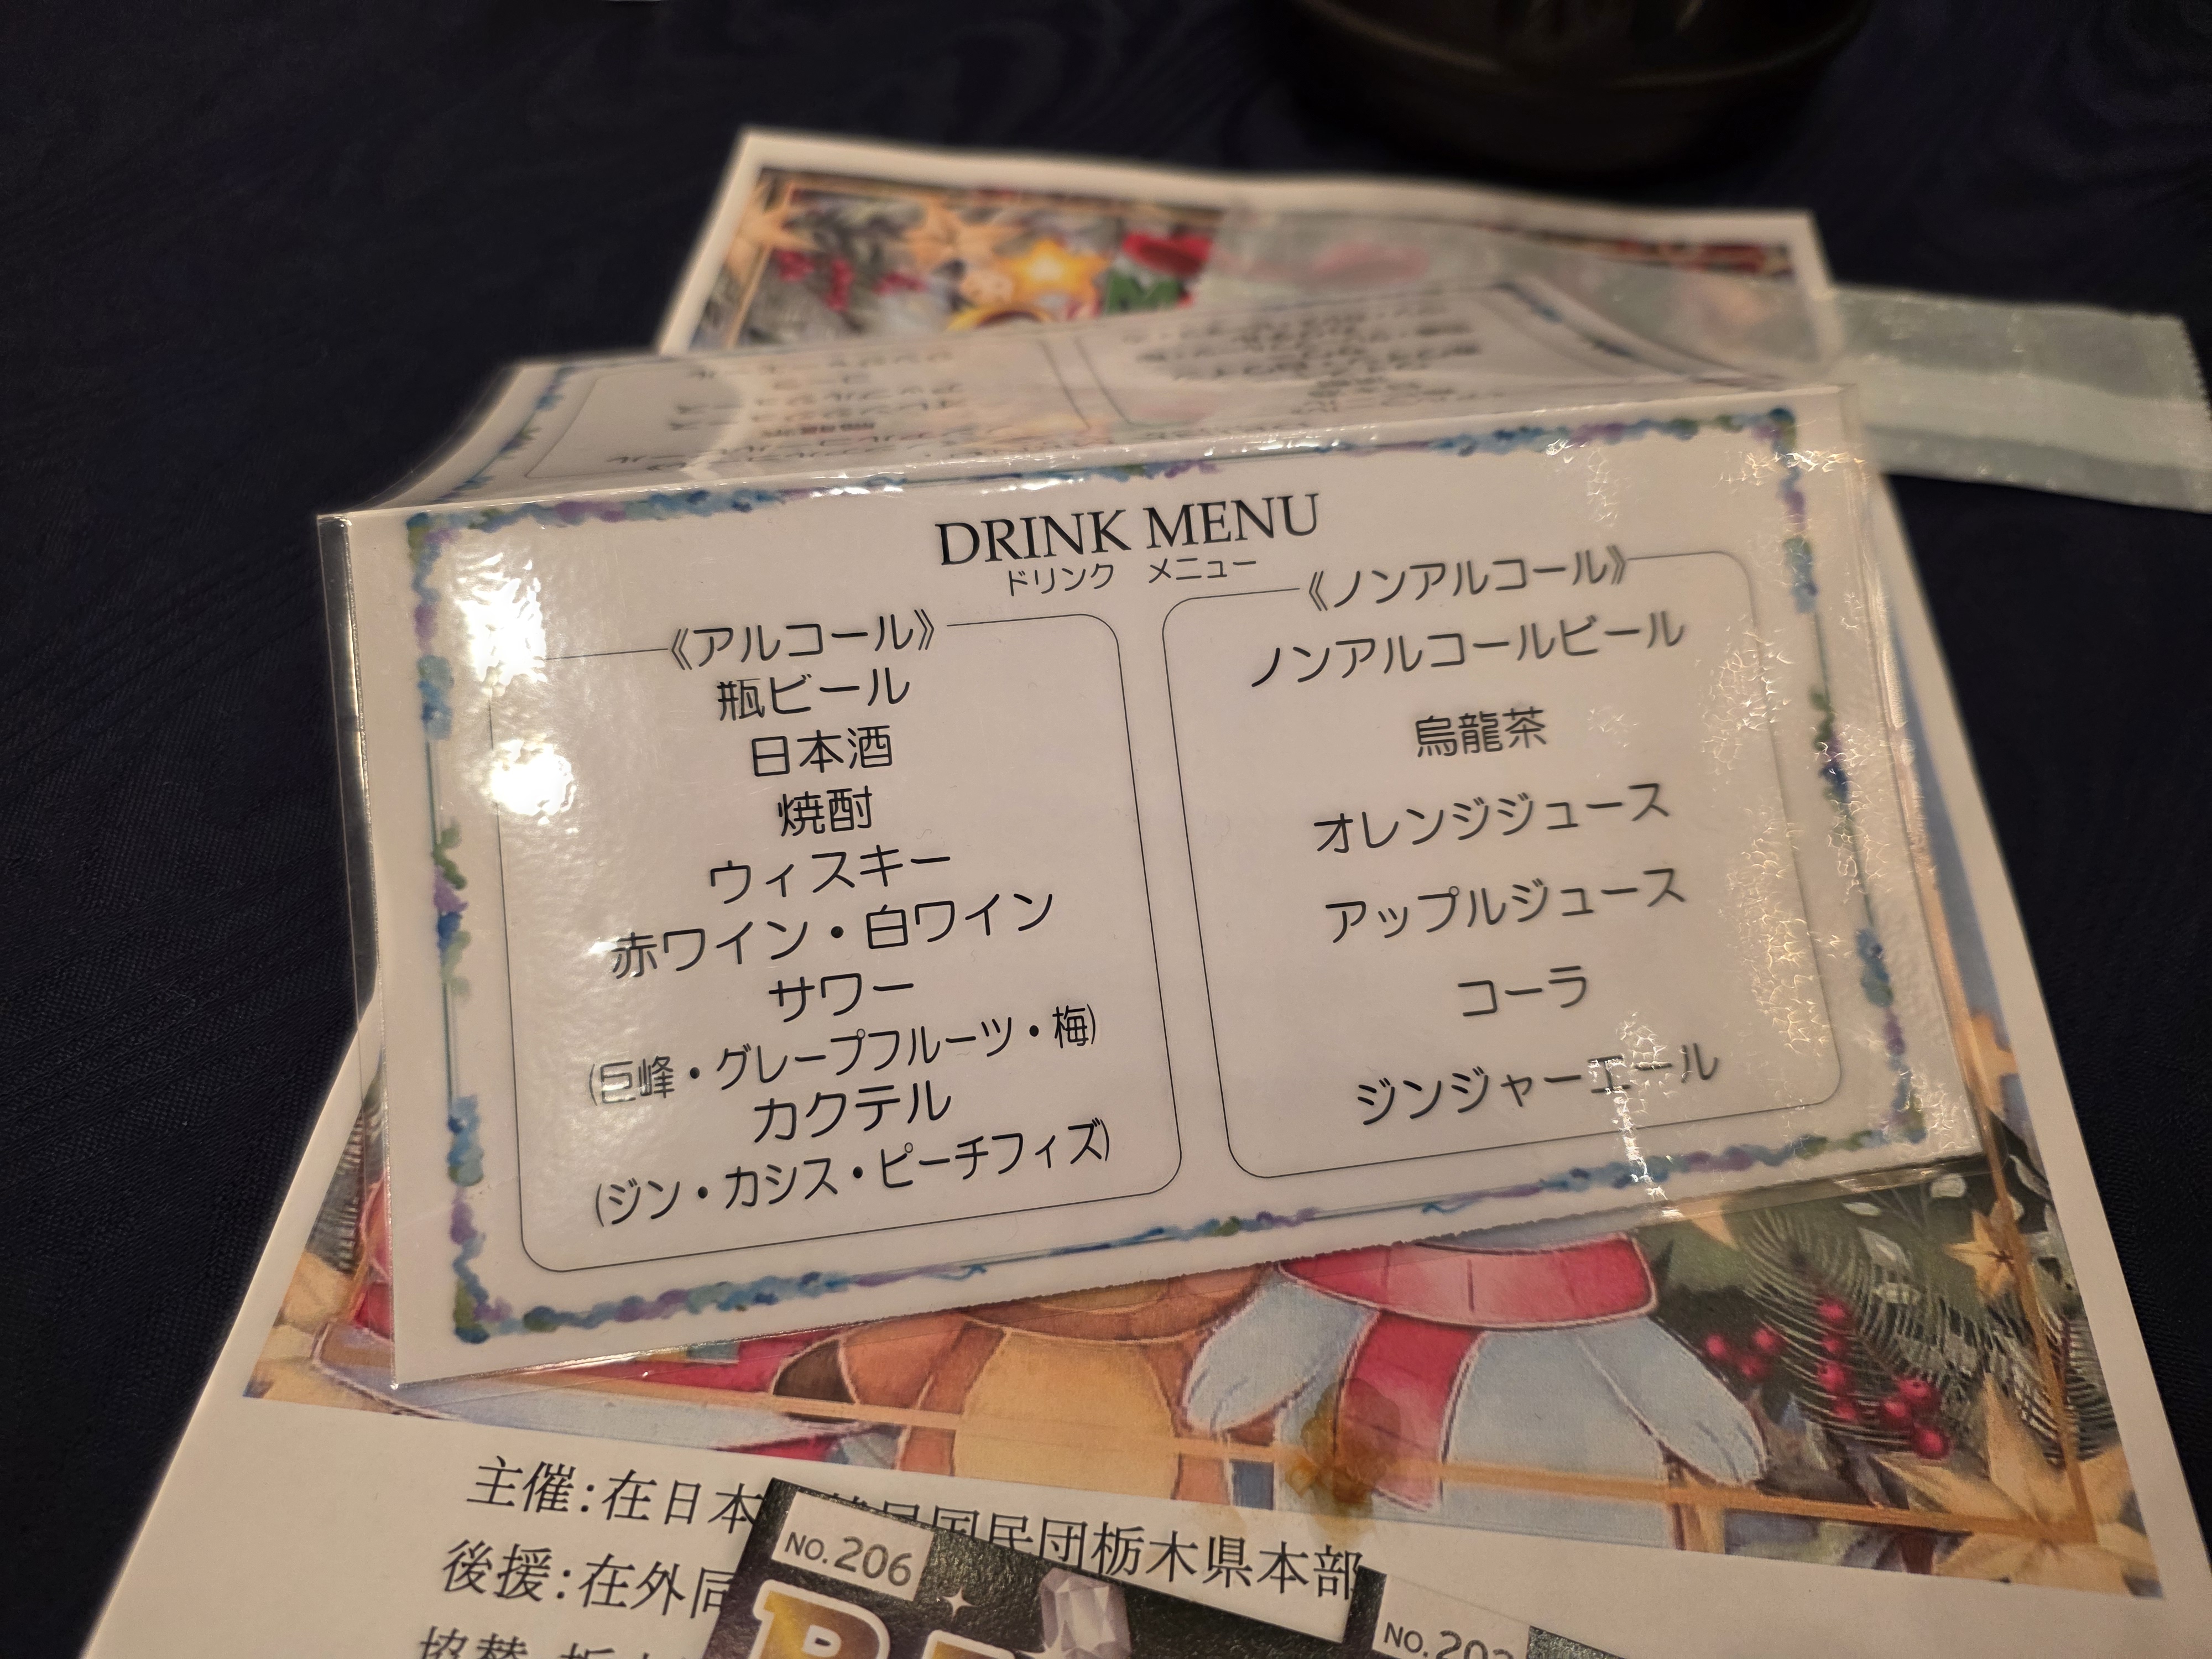 DRINK MENU
ドリンク メニュー
《アルコール》
瓶ビール
日本酒
焼酎
ウィスキー
赤ワイン・白ワイン
サワー
(巨峰・グレープフルーツ・梅)
カクテル
(ジン・カシス・ピーチフィズ)
《ノンアルコール》
ノンアルコールビール
烏龍茶
オレンジジュース
アップルジュース
コーラ
ジンジャーエール
主催:在日本 民国民団栃木県本部
後援:在外同
協賛
NO.206
NO.20